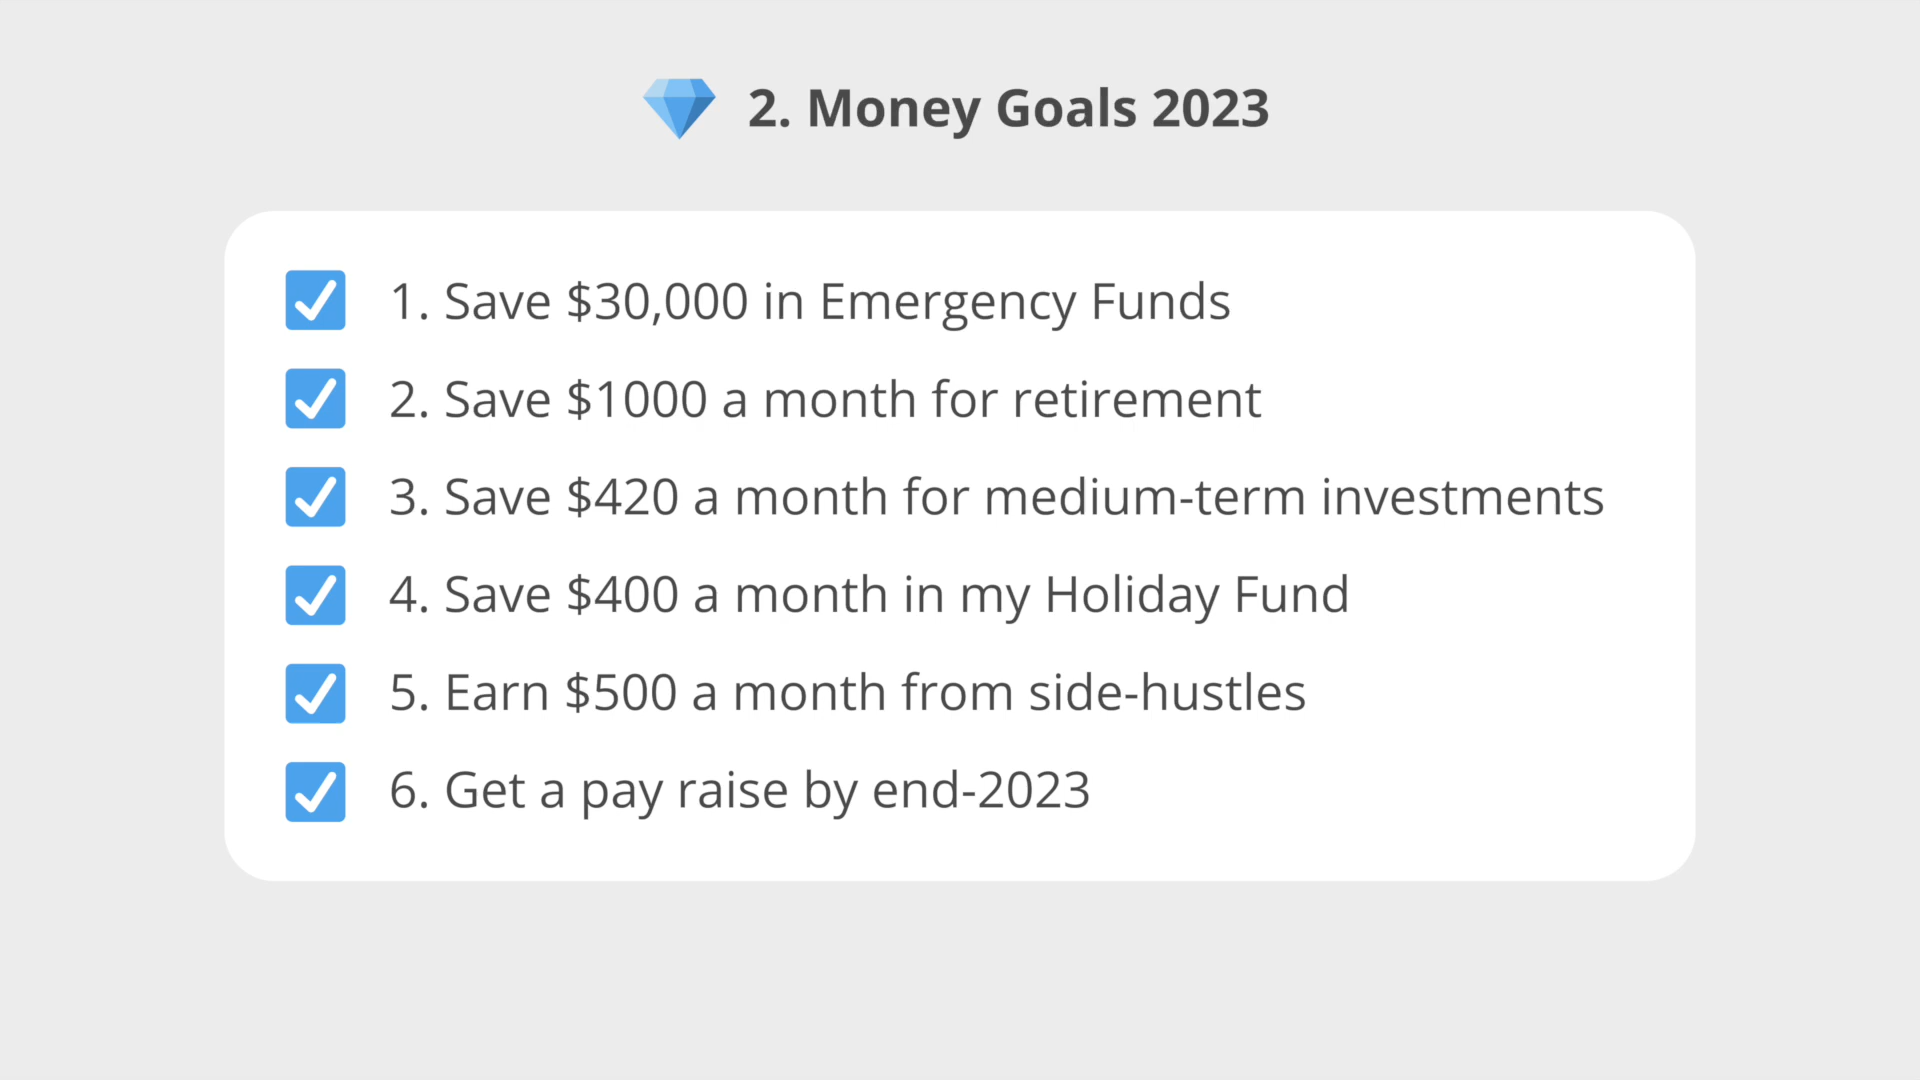 2. Money Goals 2023
1. Save $30,000 in Emergency Funds
2. Save $1000 a month for retirement
3. Save $420 a month for medium-term investments
4. Save $400 a month in my Holiday Fund
5. Earn $500 a month from side-hustles
6. Get a pay raise by end-2023